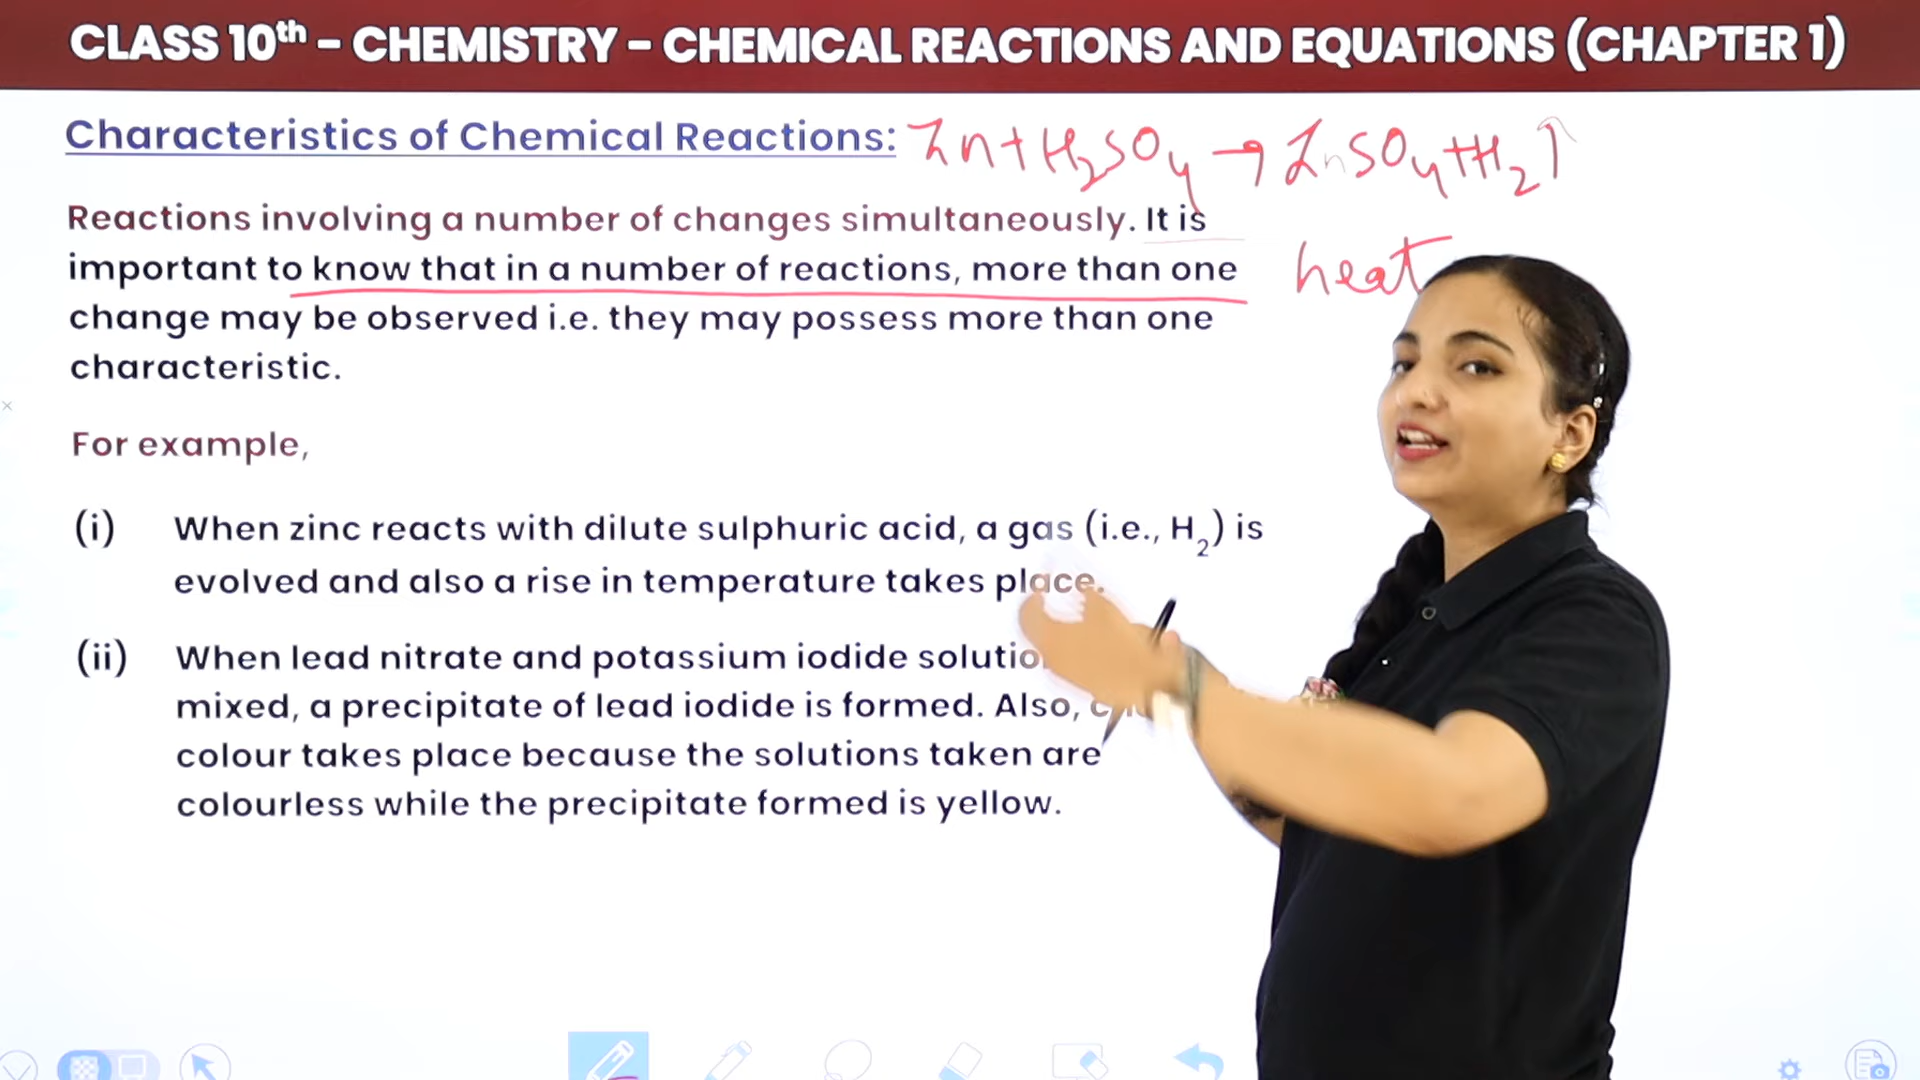 CLASS 10th – CHEMISTRY – CHEMICAL REACTIONS AND EQUATIONS (CHAPTER 1)
Characteristics of Chemical Reactions: Zn + H₂SO₄ → ZnSO₄ + H₂ ↑
Reactions involving a number of changes simultaneously. It is
important to know that in a number of reactions, more than one
heat
change may be observed i.e. they may possess more than one
characteristic.
For example,
(i) When zinc reacts with dilute sulphuric acid, a gas (i.e., H₂) is
evolved and also a rise in temperature takes place.
(ii) When lead nitrate and potassium iodide
mixed, a precipitate of lead iodide is formed. Also,
colour takes place because the solutions taken are
colourless while the precipitate formed is yellow.